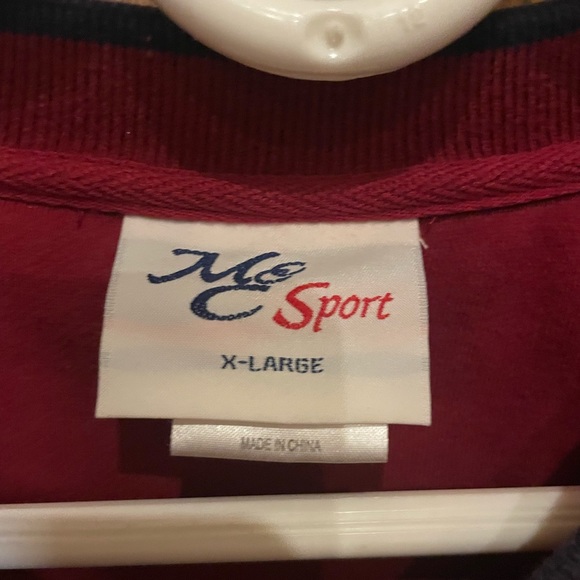 MC Sport
X-LARGE
MADE IN CHINA